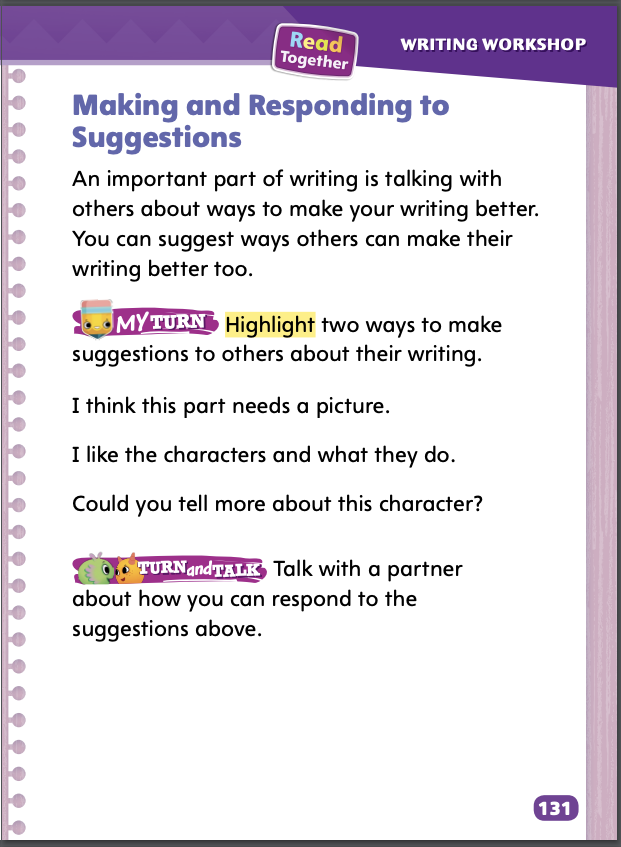 Read
Together
WRITING WORKSHOP
Making and Responding to
Suggestions
An important part of writing is talking with
others about ways to make your writing better.
You can suggest ways others can make their
writing better too.
MY TURN Highlight two ways to make
suggestions to others about their writing.
I think this part needs a picture.
I like the characters and what they do.
Could you tell more about this character?
TURN and TALK Talk with a partner
about how you can respond to the
suggestions above.
131